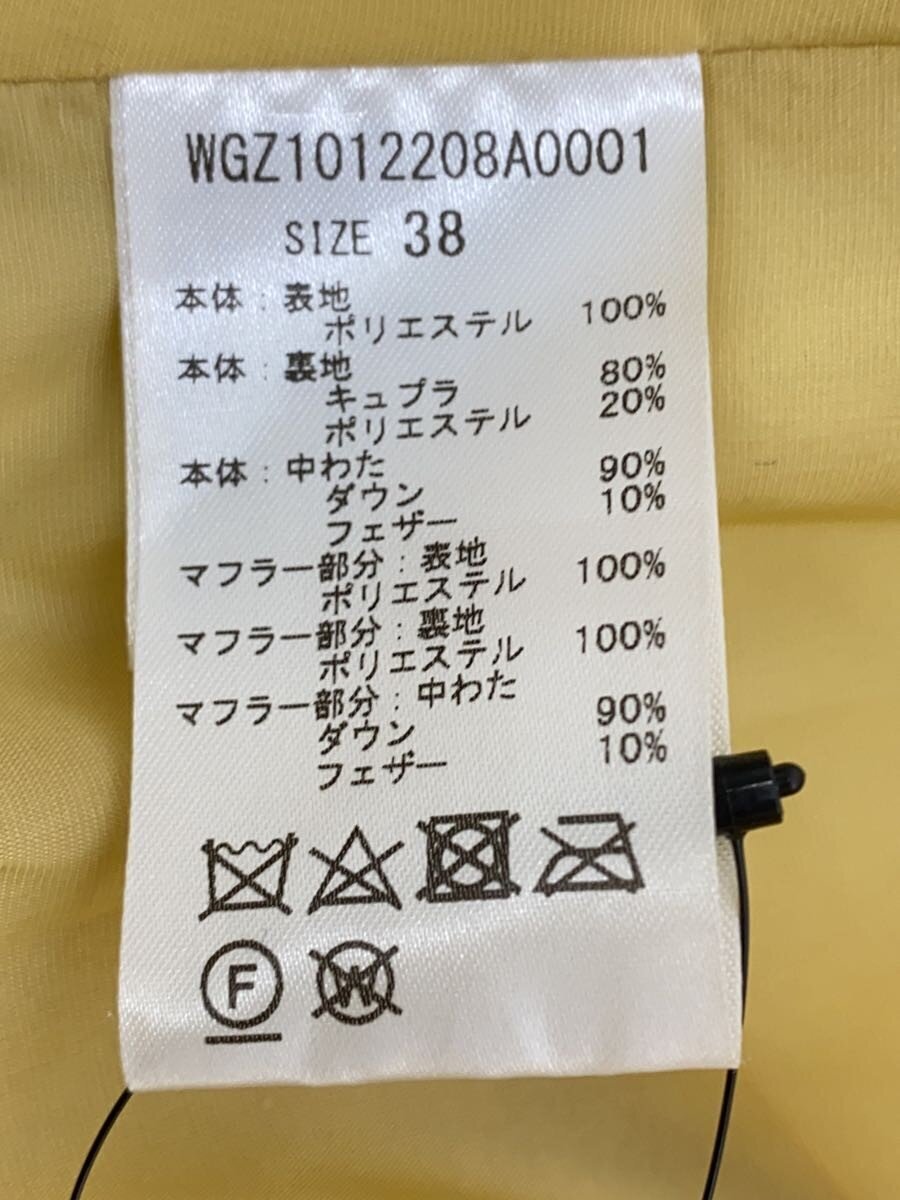 WGZ1012208A0001
SIZE 38
本体:表地
ポリエステル 100%
本体:裏地
キュプラ 80%
ポリエステル 20%
本体:中わた
ダウン 90%
フェザー 10%
マフラー部分:表地
ポリエステル 100%
マフラー部分:裏地
ポリエステル 100%
マフラー部分:中わた
ダウン 90%
フェザー 10%
F
W